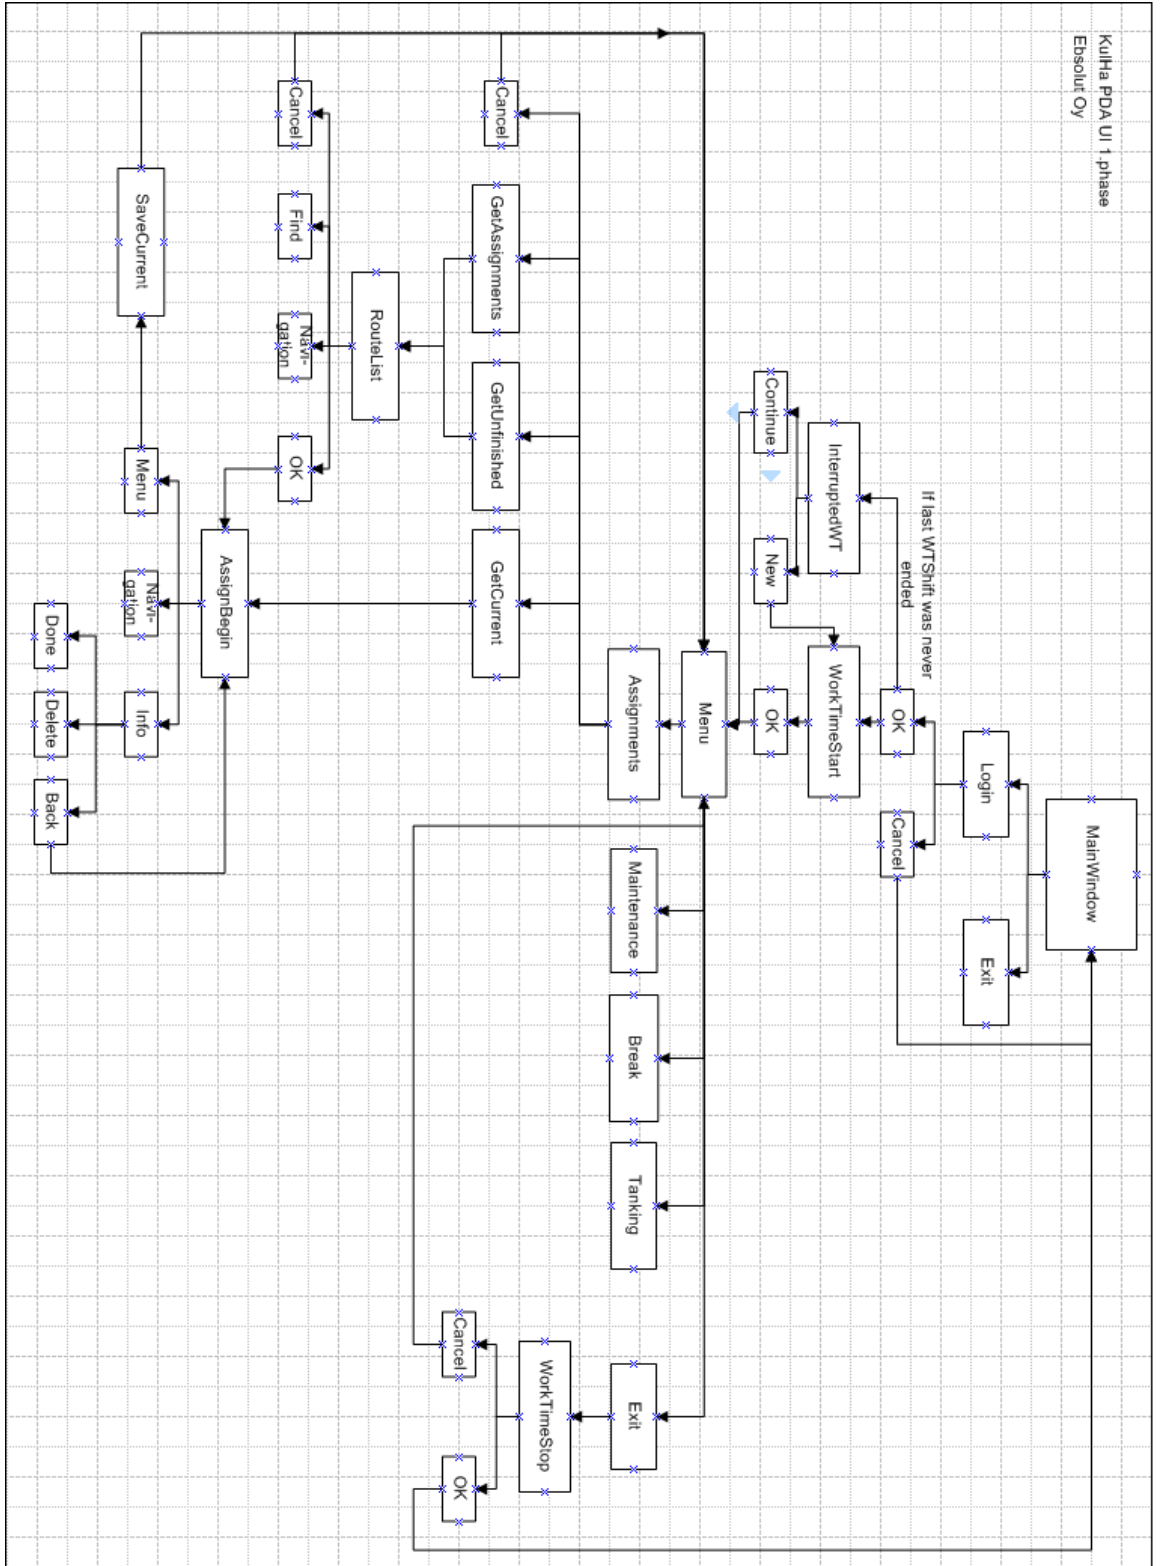 KulHa PDA UI 1.phase
Ebsolut Oy
MainWindow
Login
Exit
If last WTShift was never
ended
OK
Cancel
InterruptedWT
WorkTimeStart
Continue
New
OK
Menu
Assignments
Maintenance
Break
Tanking
Exit
Cancel
GetAssignments
GetUnfinished
GetCurrent
WorkTimeStop
Cancel
OK
RouteList
Cancel
Find
Navi-
gation
OK
AssignBegin
SaveCurrent
Menu
Navi-
gation
Info
Done
Delete
Back